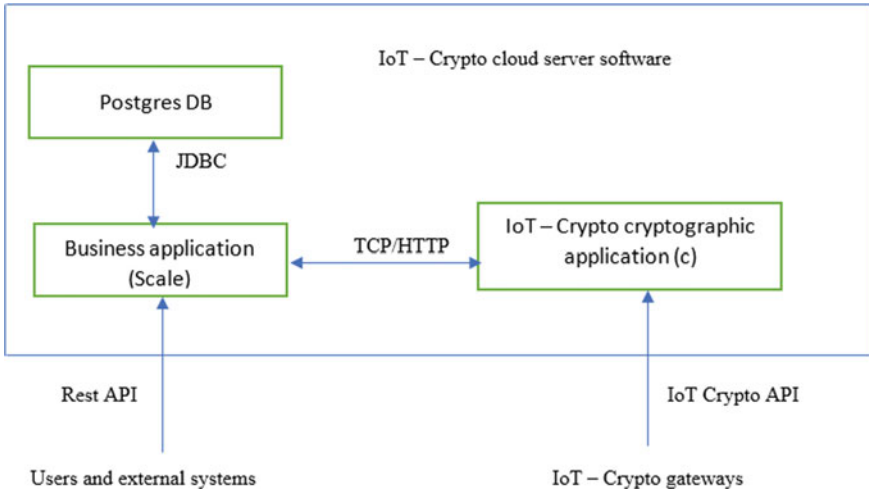 IoT – Crypto cloud server software
Postgres DB
JDBC
Business application
(Scale)
TCP/HTTP
IoT – Crypto cryptographic
application (c)
Rest API
IoT Crypto API
Users and external systems
IoT – Crypto gateways